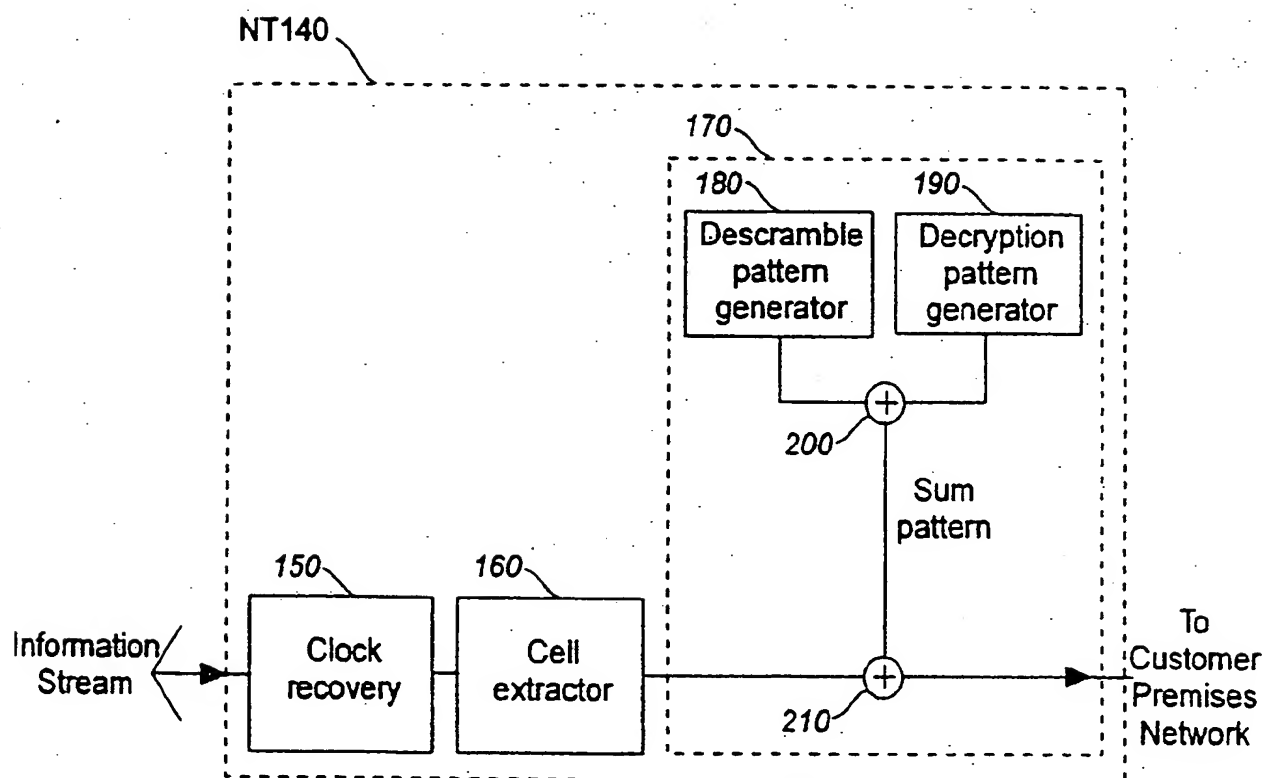 NT140
170
180
190
Descramble
pattern
generator
Decryption
pattern
generator
200
Sum
pattern
150
160
Information
Stream
Clock
recovery
Cell
extractor
210
To
Customer
Premises
Network